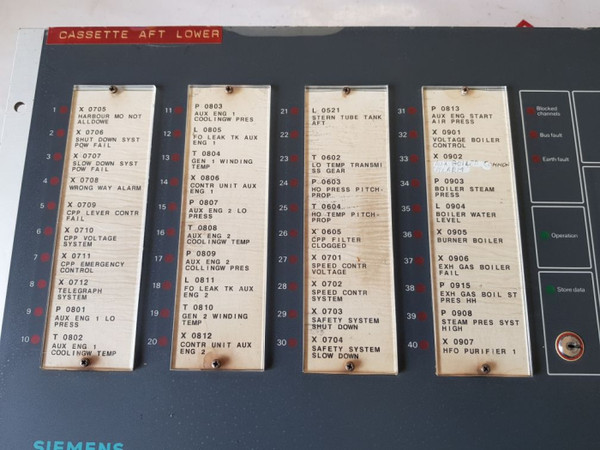 CASSETTE AFT LOWER
1 X 0705
HARBOUR MO NOT
ALLDOWE
2 X 0706
SHUT DOWN SYST
POW FAIL
3 X 0707
SLOW DOWN SYST
POW FAIL
4 X 0708
WRONG WAY ALARM
5 X 0709
CPP LEVER CONTR
FAIL
6 X 0710
CPP VOLTAGE
SYSTEM
7 X 0711
CPP EMERGENCY
CONTROL
8 X 0712
TELEGRAPH
SYSTEM
9 P 0801
AUX ENG 1 LO
PRESS
10 T 0802
AUX ENG 1
COOLINGW TEMP
11 P 0803
AUX ENG 1
COOLINGW PRES
12 L 0805
FO LEAK TK AUX
ENG 1
13 T 0804
GEN 1 WINDING
TEMP
14 X 0806
CONTR UNIT AUX
ENG 1
15 P 0807
AUX ENG 2 LO
PRESS
16 T 0808
AUX ENG 2
COOLINGW TEMP
17 P 0809
AUX ENG 2
COOLINGW PRES
18 L 0811
FO LEAK TK AUX
ENG 2
19 T 0810
GEN 2 WINDING
TEMP
20 X 0812
CONTR UNIT AUX
ENG 2
21 L 0521
STERN TUBE TANK
AFT
22
23 T 0602
LO TEMP TRANSMI
SS GEAR
24 P 0603
HO PRESS PITCH-
PROP
25 T 0604
HO TEMP PITCH-
PROP
26 X 0605
CPP FILTER
CLOGGED
27 X 0701
SPEED CONTR
VOLTAGE
28 X 0702
SPEED CONTR
SYSTEM
29 X 0703
SAFETY SYSTEM
SHUT DOWN
30 X 0704
SAFETY SYSTEM
SLOW DOWN
31 P 0813
AUX ENG START
AIR PRESS
32 X 0901
VOLTAGE BOILER
CONTROL
33 X 0902
34 P 0903
BOILER STEAM
PRESS
35 L 0904
BOILER WATER
LEVEL
36 X 0905
BURNER BOILER
37 X 0906
EXH GAS BOILER
FAIL
38 P 0915
EXH GAS BOIL ST
PRES HH
39 P 0908
STEAM PRES SYST
HIGH
40 X 0907
HFO PURIFIER 1
Blocked
channels
Bus fault
Earth fault
Operation
Store data
SIEMENS